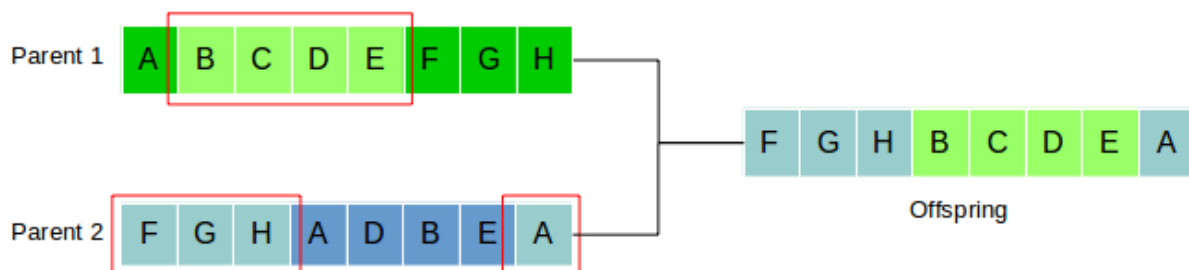 Parent 1 A B C D E F G H
F G H B C D E A
Offspring
Parent 2 F G H A D B E A